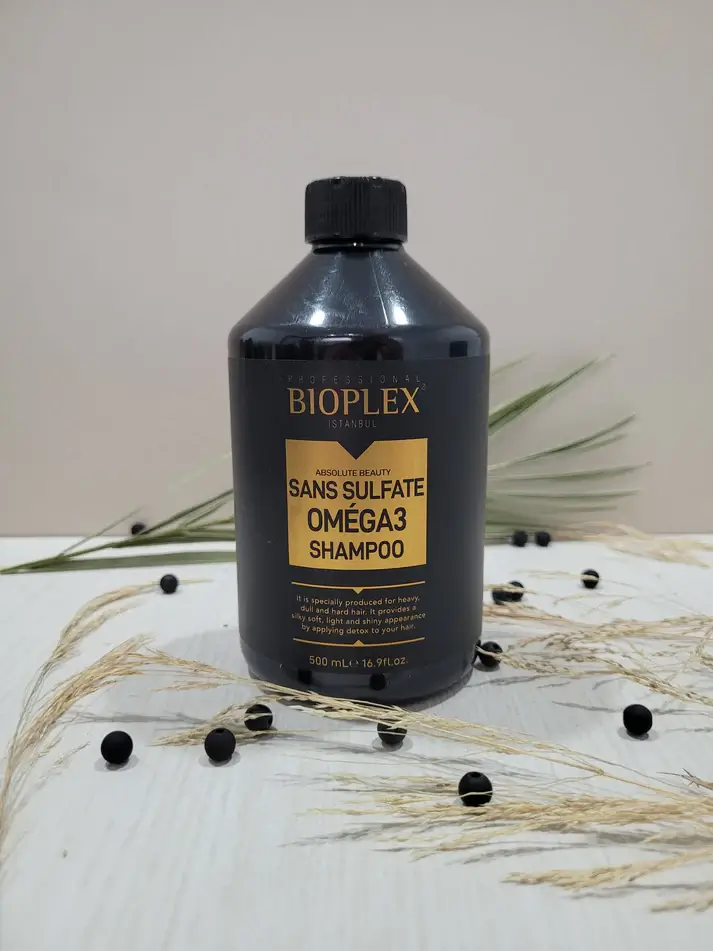 PROFESSIONAL
BIOPLEX
ISTANBUL
ABSOLUTE BEAUTY
SANS SULFATE
OMÉGA3
SHAMPOO
it is specially produced for heavy,
dull and hard hair. It provides a
silky soft, light and shiny appearance
by applying detox to your hair.
500 mL℮ 16.9fl.oz.